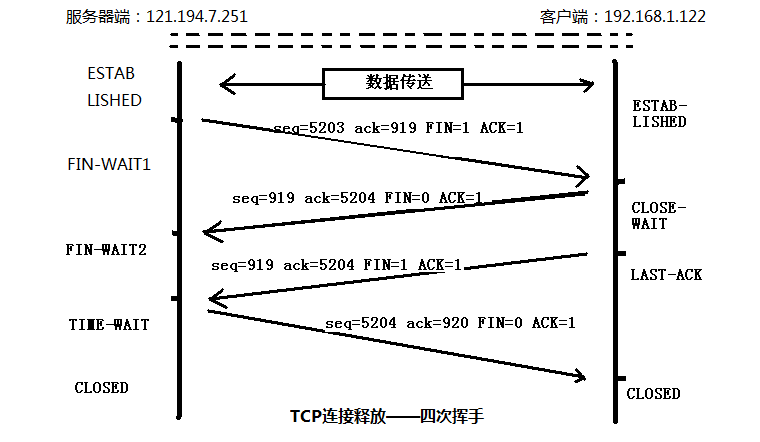 服务器端：121.194.7.251
客户端：192.168.1.122
ESTAB
LISHED
数据传送
ESTAB-
LISHED
seq=5203 ack=919 FIN=1 ACK=1
FIN-WAIT1
seq=919 ack=5204 FIN=0 ACK=1
CLOSE-
WAIT
FIN-WAIT2
seq=919 ack=5204 FIN=1 ACK=1
LAST-ACK
TIME-WAIT
seq=5204 ack=920 FIN=0 ACK=1
CLOSED
CLOSED
TCP连接释放——四次挥手